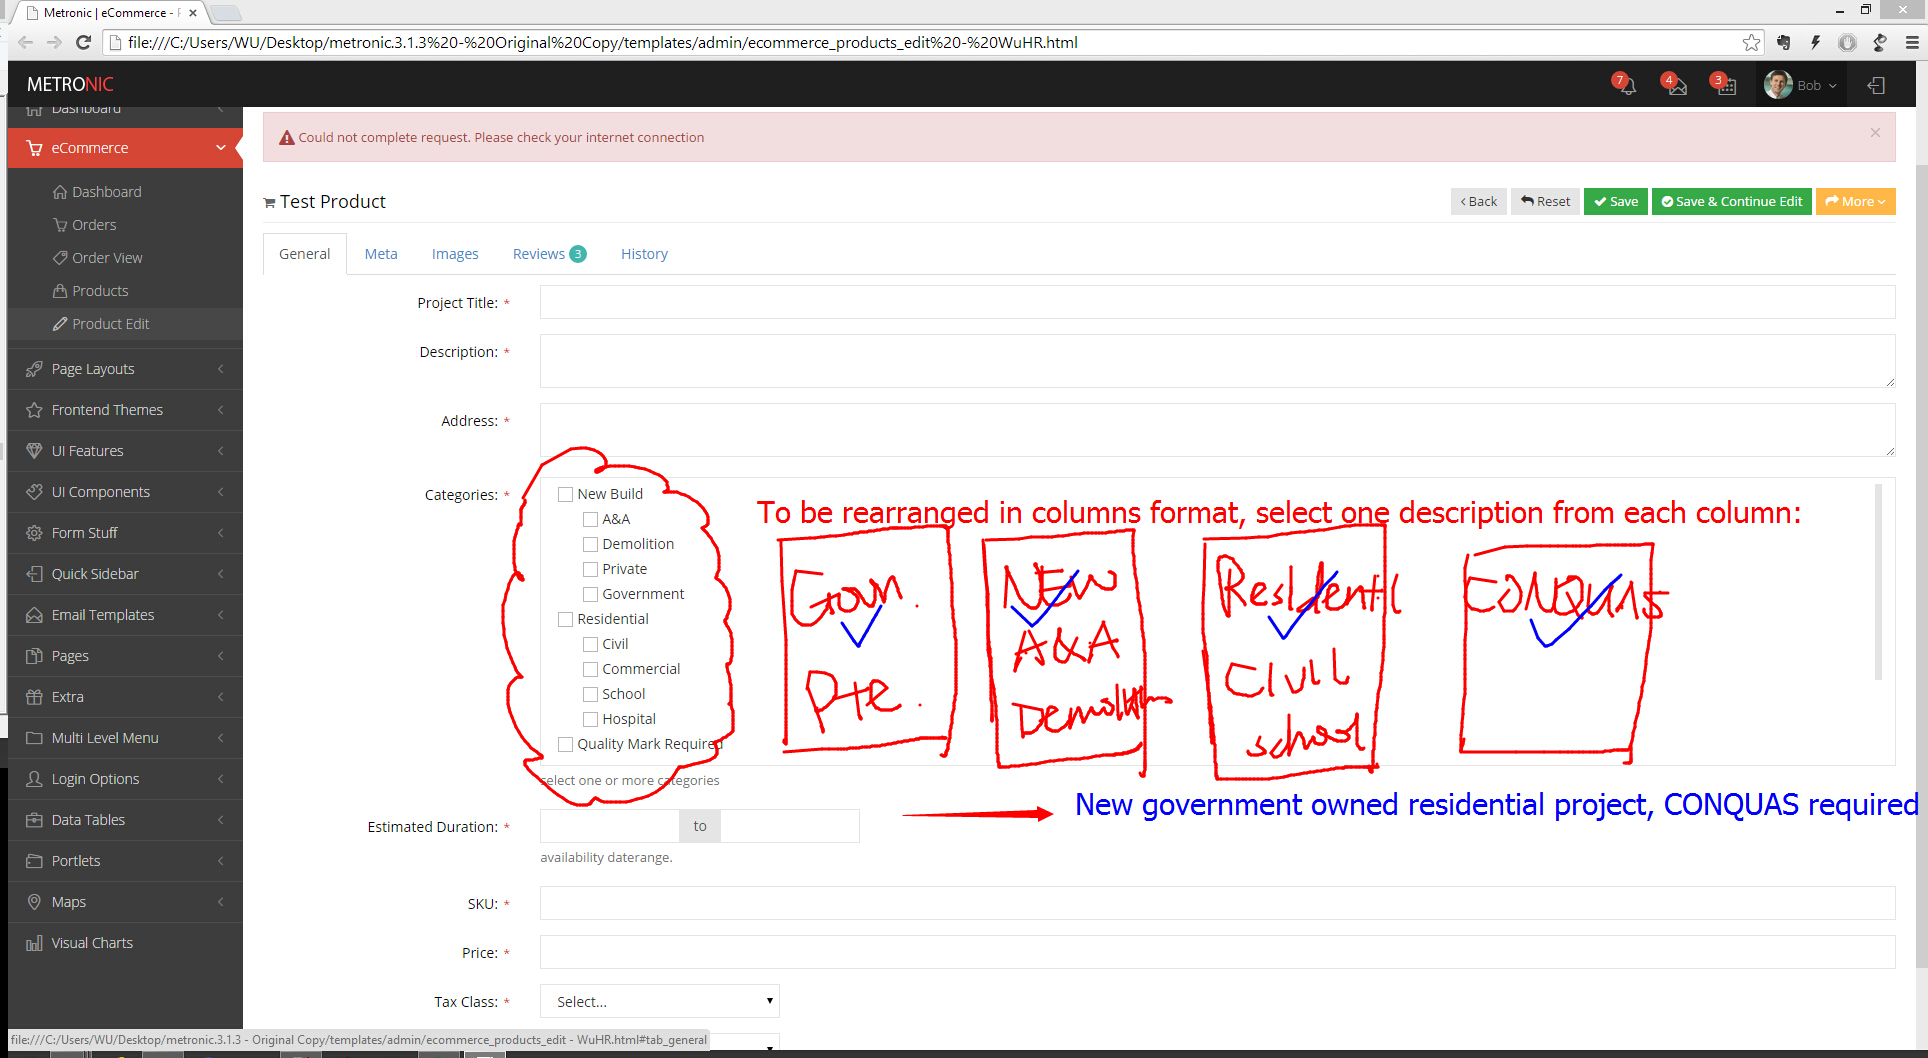 Metronic | eCommerce - P
file:///C:/Users/WU/Desktop/metronic.3.1.3%20-%20Original%20Copy/templates/admin/ecommerce_products_edit%20-%20WuHR.html
METRONIC
7
4
3
Bob
Dashboard
Could not complete request. Please check your internet connection
eCommerce
Dashboard
Orders
Order View
Products
Product Edit
Page Layouts
Frontend Themes
UI Features
UI Components
Form Stuff
Quick Sidebar
Email Templates
Pages
Extra
Multi Level Menu
Login Options
Data Tables
Portlets
Maps
Visual Charts
Test Product
Back
Reset
Save
Save & Continue Edit
More
General
Meta
Images
Reviews 3
History
Project Title: *
Description: *
Address: *
Categories: *
New Build
A&A
Demolition
Private
Government
Residential
Civil
Commercial
School
Hospital
Quality Mark Required
select one or more categories
To be rearranged in columns format, select one description from each column:
Govn.
Pte.
NEW
A&A
Demolition
Residentil
Civil
school
CONQUAS
New government owned residential project, CONQUAS required
Estimated Duration: *
to
availability daterange.
SKU: *
Price: *
Tax Class: *
Select...
file:///C:/Users/WU/Desktop/metronic.3.1.3 - Original Copy/templates/admin/ecommerce_products_edit - WuHR.html#tab_general